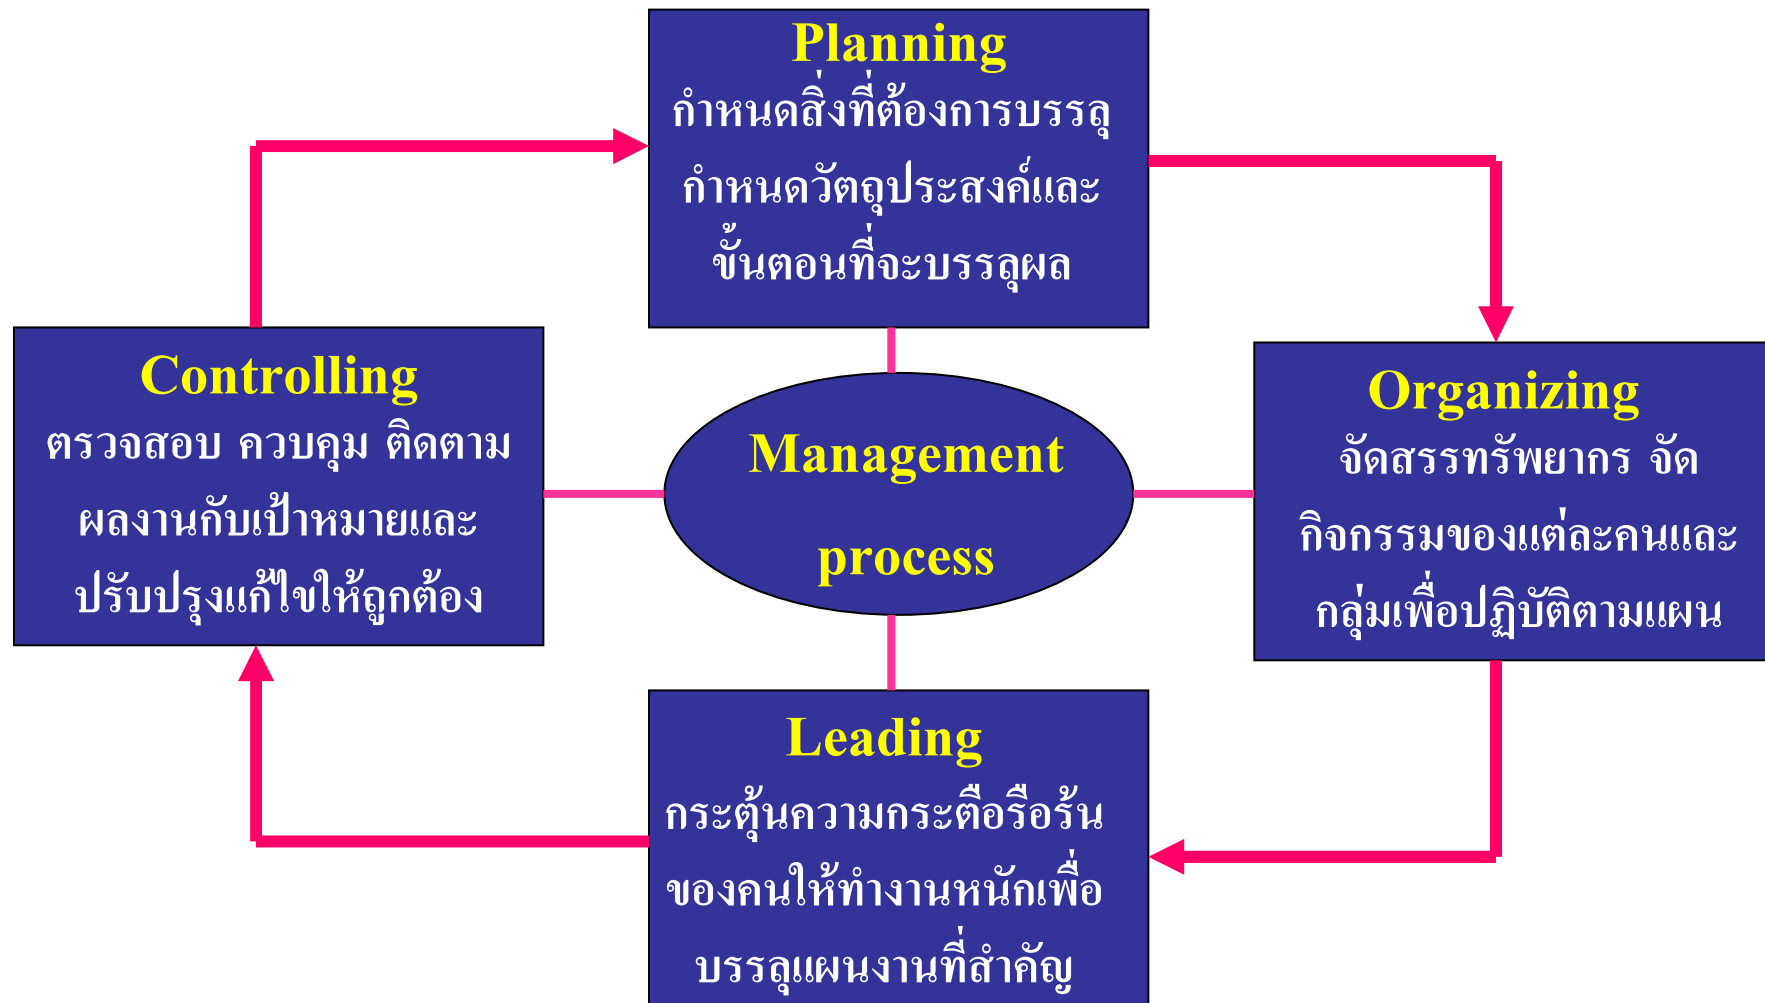 Planning
กำหนดสิ่งที่ต้องการบรรลุ
กำหนดวัตถุประสงค์และ
ขั้นตอนที่จะบรรลุผล
Controlling
ตรวจสอบ ควบคุม ติดตาม
ผลงานกับเป้าหมายและ
ปรับปรุงแก้ไขให้ถูกต้อง
Management
process
Organizing
จัดสรรทรัพยากร จัด
กิจกรรมของแต่ละคนและ
กลุ่มเพื่อปฏิบัติตามแผน
Leading
กระตุ้นความกระตือรือร้น
ของคนให้ทำงานหนักเพื่อ
บรรลุแผนงานที่สำคัญ